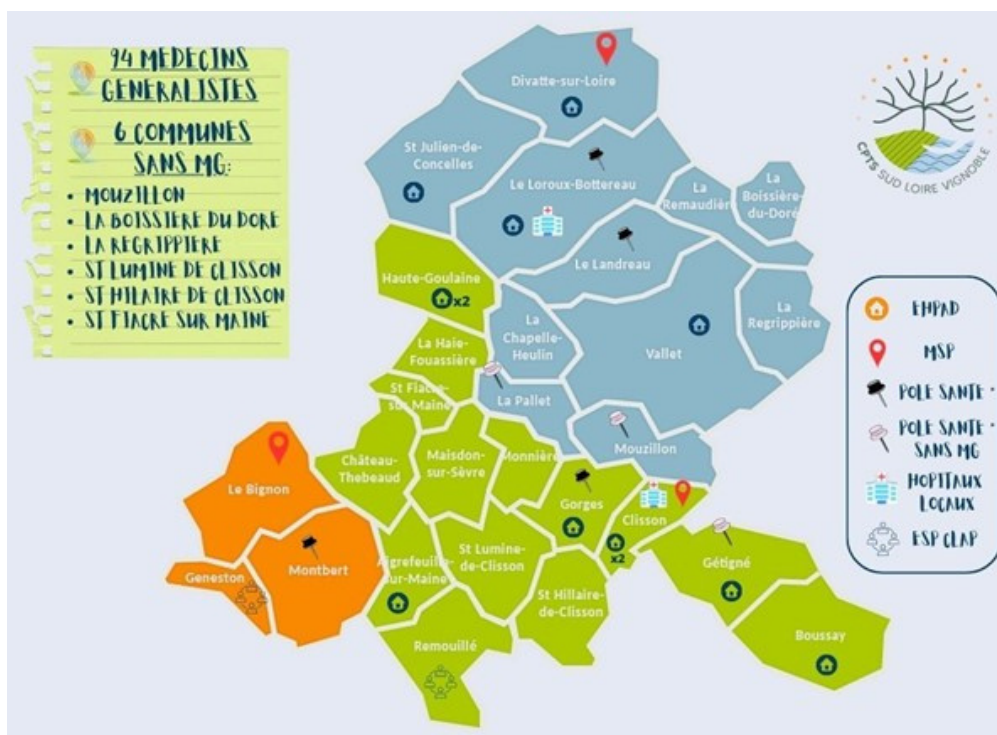 94 MEDECINS
GENERALISTES
6 COMMUNES
SANS MG:
• MOUZILLON
• LA BOISSIERE DU DORE
• LA REGRIPPIERE
• ST LUMINE DE CLISSON
• ST HILAIRE DE CLISSON
• ST FIACRE SUR MAINE
CPTS SUD LOIRE VIGNOBLE
Divatte-sur-Loire
St Julien-de-
Concelles
Le Loroux-Bottereau
La
Remaudière
La
Boissière-
du-Doré
Le Landreau
Haute-Goulaine
x2
La
Chapelle-
Heulin
Vallet
La
Regrippière
La Haie-
Fouassière
St Fiacre-
sur-Maine
La Pallet
Mouzillon
Château-
Thebeaud
Maisdon-
sur-Sèvre
Monnière
Gorges
Clisson
x2
Le Bignon
Geneston
Montbert
Aigrefeuille-
sur-Maine
St Lumine-
de-Clisson
St Hillaire-
de-Clisson
Gétigné
Boussay
Remouillé
EHPAD
MSP
POLE SANTE *
POLE SANTE *
SANS MG
HOPITAUX
LOCAUX
ESP CLAP